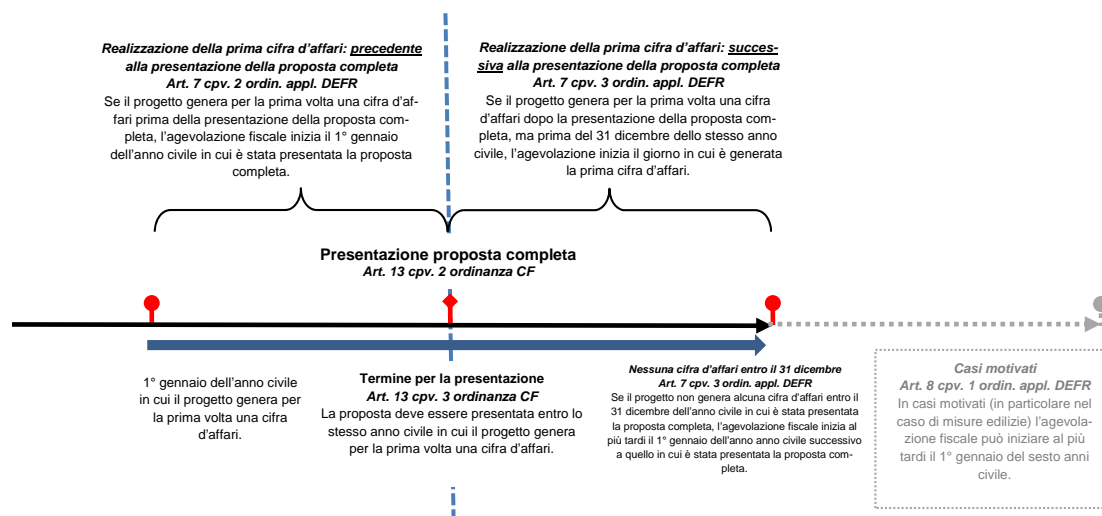 Realizzazione della prima cifra d'affari: precedente
alla presentazione della proposta completa
Art. 7 cpv. 2 ordin. appl. DEFR
Se il progetto genera per la prima volta una cifra d'af-
fari prima della presentazione della proposta com-
pleta, l'agevolazione fiscale inizia il 1° gennaio
dell'anno civile in cui è stata presentata la proposta
completa.
Realizzazione della prima cifra d'affari: succes-
siva alla presentazione della proposta completa
Art. 7 cpv. 3 ordin. appl. DEFR
Se il progetto genera per la prima volta una cifra
d'affari dopo la presentazione della proposta com-
pleta, ma prima del 31 dicembre dello stesso anno
civile, l'agevolazione inizia il giorno in cui è generata
la prima cifra d'affari.
Presentazione proposta completa
Art. 13 cpv. 2 ordinanza CF
1° gennaio dell'anno civile
in cui il progetto genera per
la prima volta una cifra
d'affari.
Termine per la presentazione
Art. 13 cpv. 3 ordinanza CF
La proposta deve essere presentata entro lo
stesso anno civile in cui il progetto genera
per la prima volta una cifra d'affari.
Nessuna cifra d'affari entro il 31 dicembre
Art. 7 cpv. 3 ordin. appl. DEFR
Se il progetto non genera alcuna cifra d'affari entro il
31 dicembre dell'anno civile in cui è stata presentata
la proposta completa, l'agevolazione fiscale inizia al
più tardi il 1° gennaio dell'anno anno civile successivo
a quello in cui è stata presentata la proposta com-
pleta.
Casi motivati
Art. 8 cpv. 1 ordin. appl. DEFR
In casi motivati (in particolare nel
caso di misure edilizie) l'agevola-
zione fiscale può iniziare al più
tardi il 1° gennaio del sesto anni
civile.